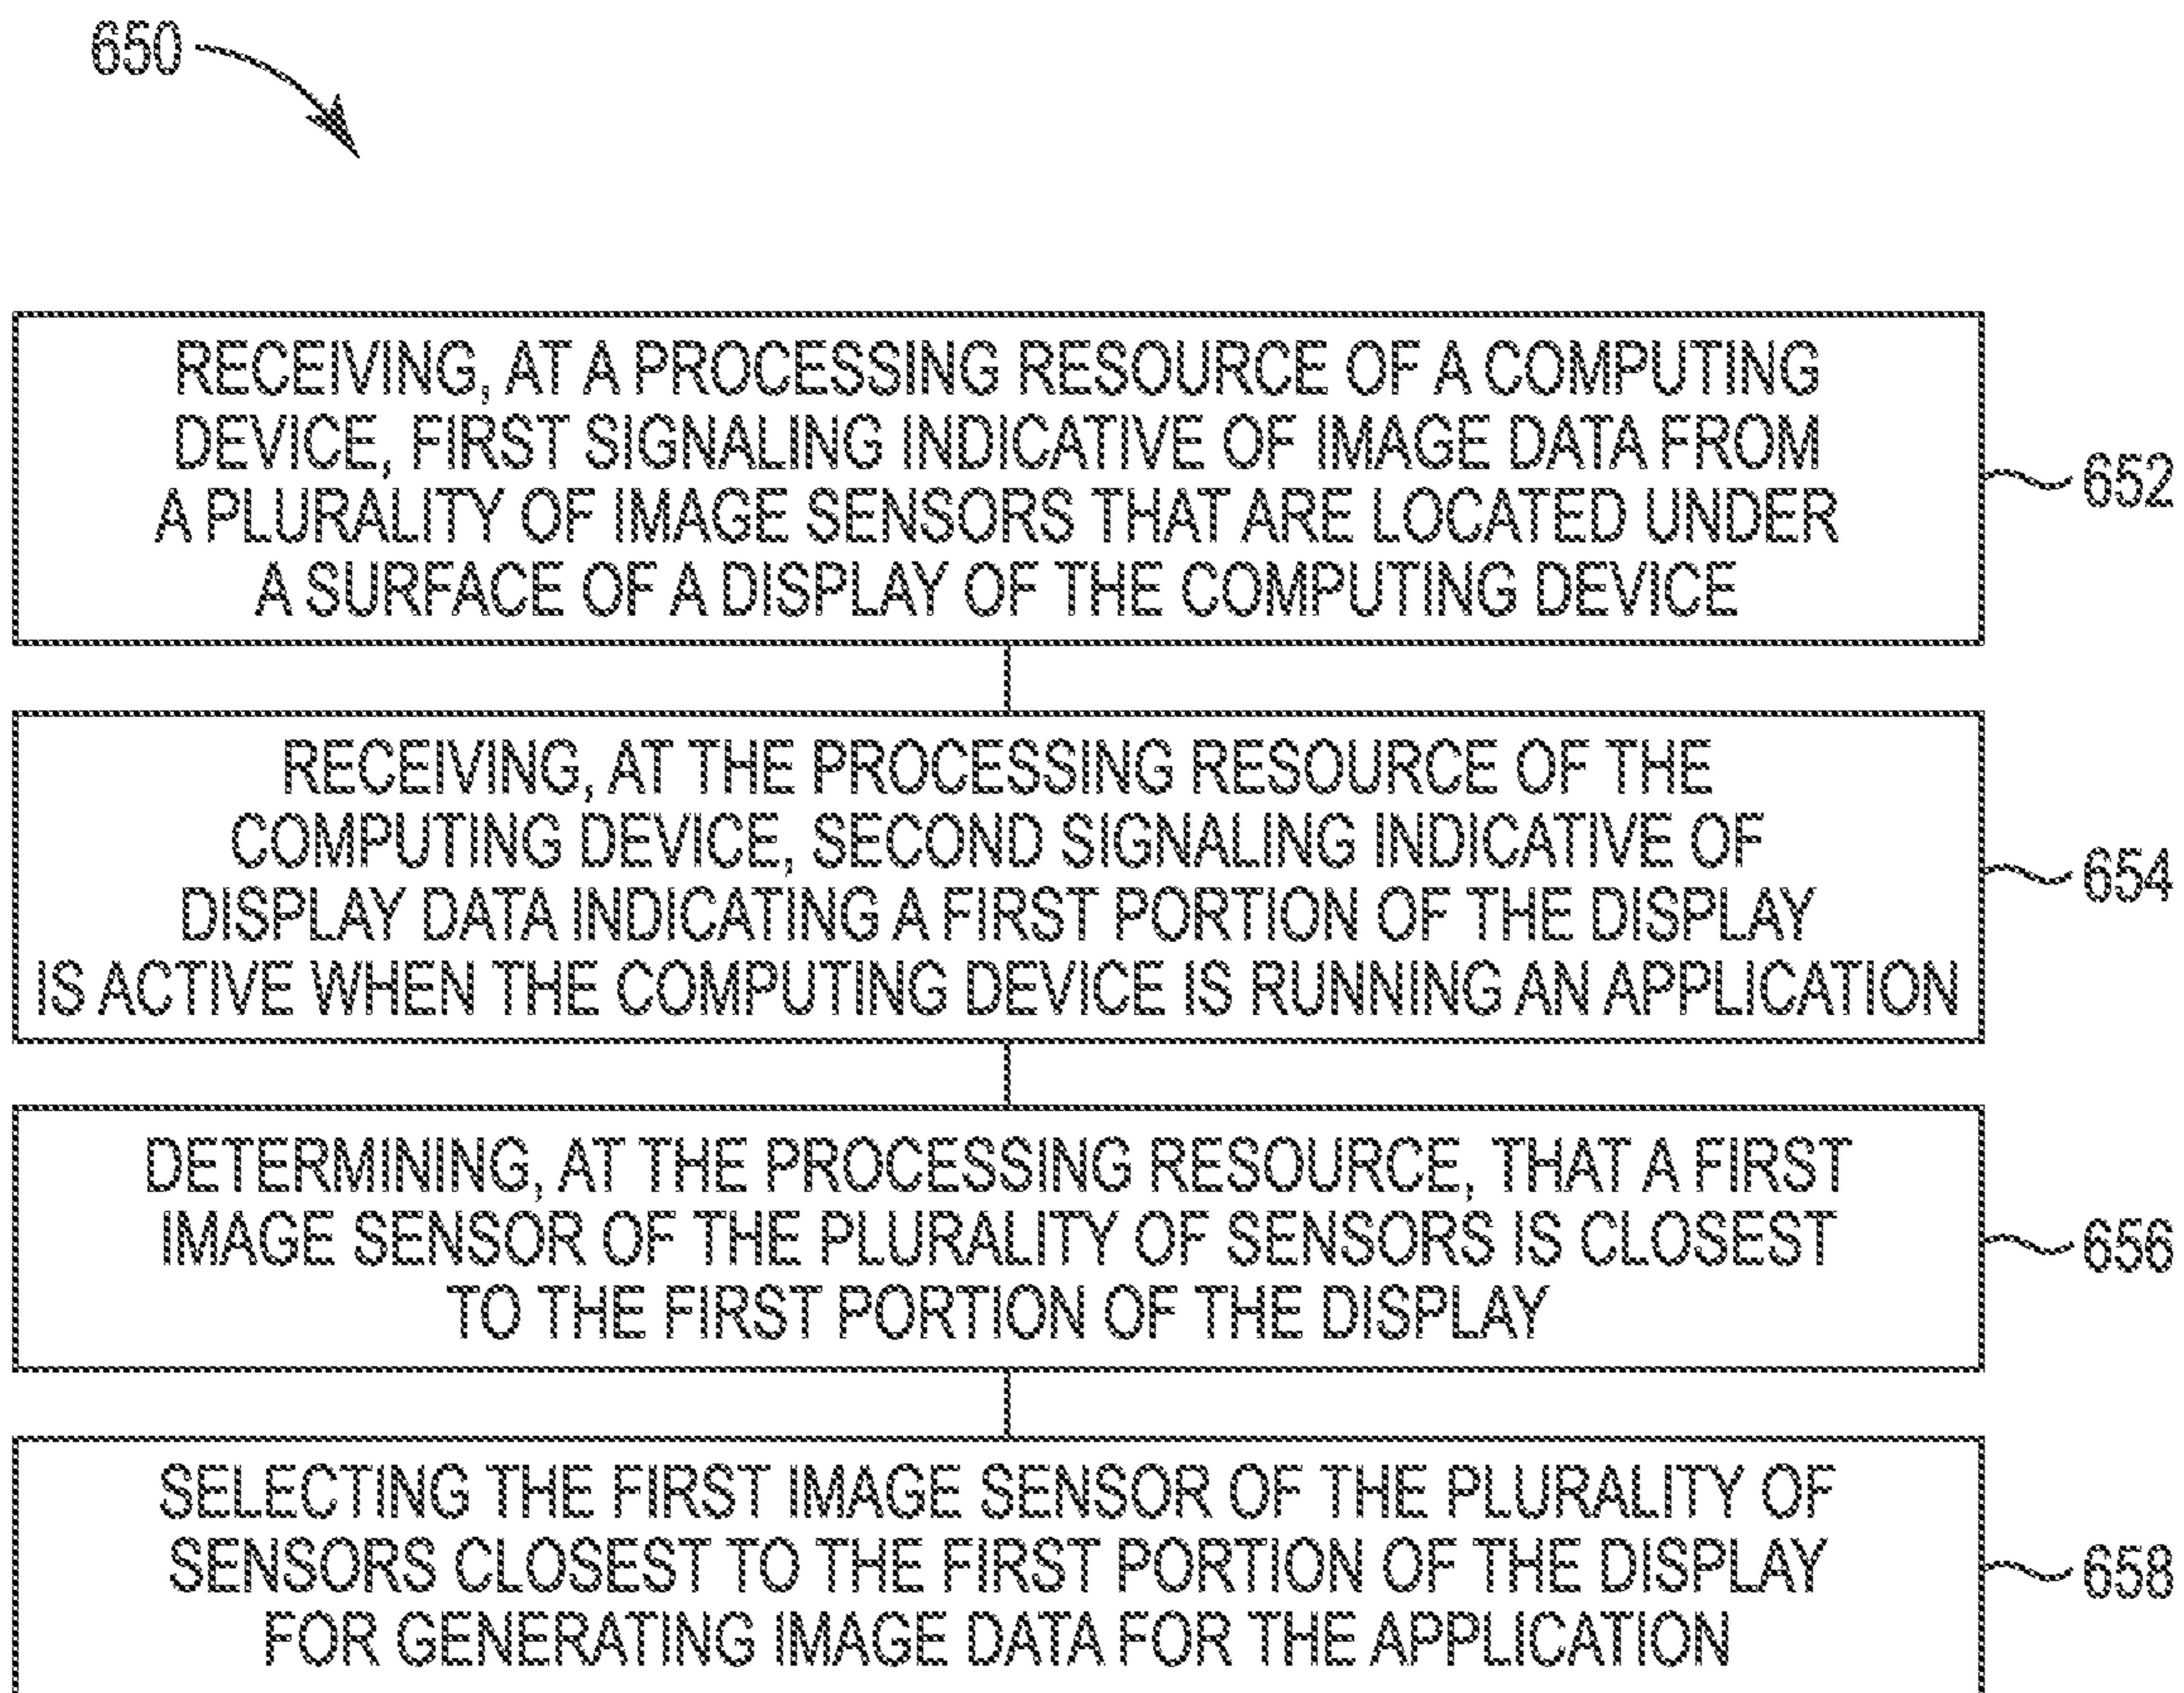 650
RECEIVING, AT A PROCESSING RESOURCE OF A COMPUTING
DEVICE, FIRST SIGNALING INDICATIVE OF IMAGE DATA FROM
A PLURALITY OF IMAGE SENSORS THAT ARE LOCATED UNDER
A SURFACE OF A DISPLAY OF THE COMPUTING DEVICE
652
RECEIVING, AT THE PROCESSING RESOURCE OF THE
COMPUTING DEVICE, SECOND SIGNALING INDICATIVE OF
DISPLAY DATA INDICATING A FIRST PORTION OF THE DISPLAY
IS ACTIVE WHEN THE COMPUTING DEVICE IS RUNNING AN APPLICATION
654
DETERMINING, AT THE PROCESSING RESOURCE, THAT A FIRST
IMAGE SENSOR OF THE PLURALITY OF SENSORS IS CLOSEST
TO THE FIRST PORTION OF THE DISPLAY
656
SELECTING THE FIRST IMAGE SENSOR OF THE PLURALITY OF
SENSORS CLOSEST TO THE FIRST PORTION OF THE DISPLAY
FOR GENERATING IMAGE DATA FOR THE APPLICATION
658